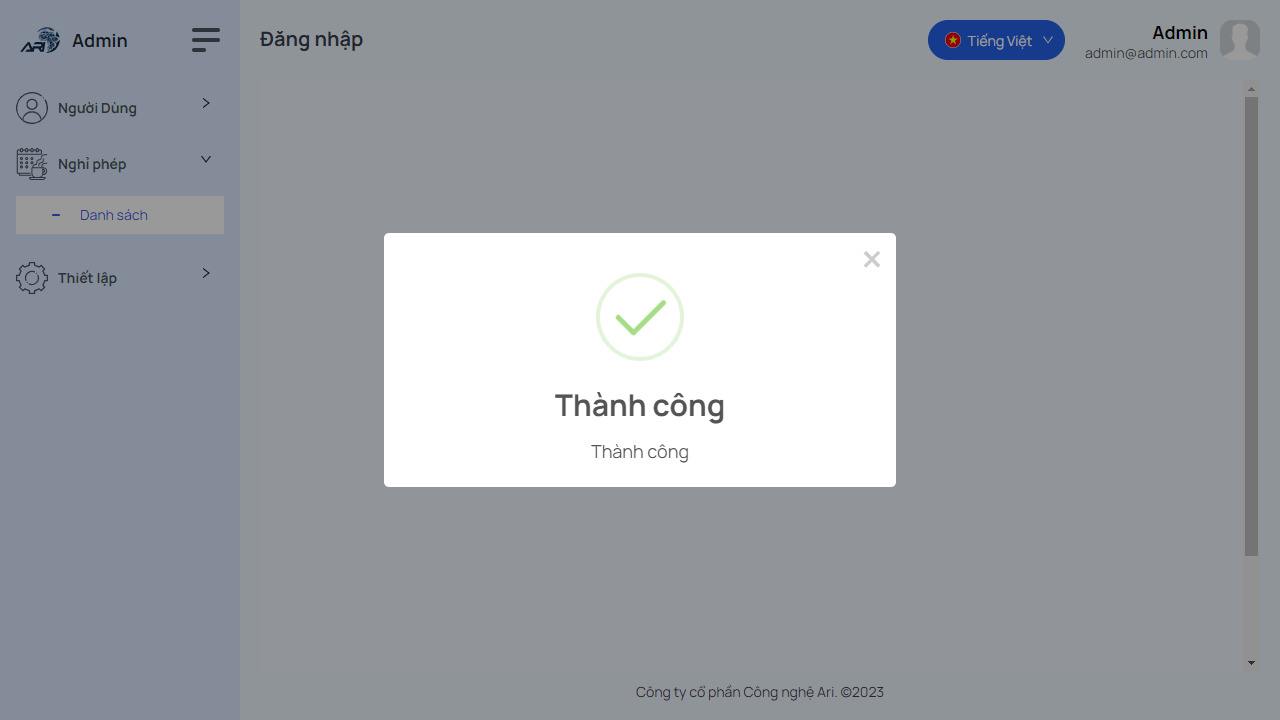 ARI
Admin
Đăng nhập
Tiếng Việt
Admin
admin@admin.com
Người Dùng
Nghỉ phép
Danh sách
Thiết lập
×
Thành công
Thành công
Công ty cổ phần Công nghệ Ari. ©2023